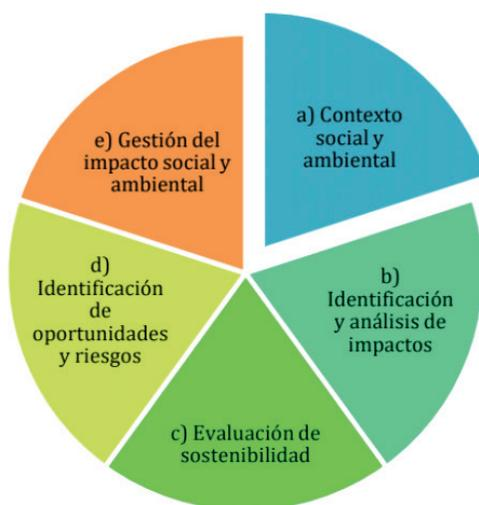 a) Contexto
social y
ambiental
b)
Identificación
y análisis de
impactos
c) Evaluación de
sostenibilidad
d)
Identificación
de
oportunidades
y riesgos
e) Gestión del
impacto social y
ambiental